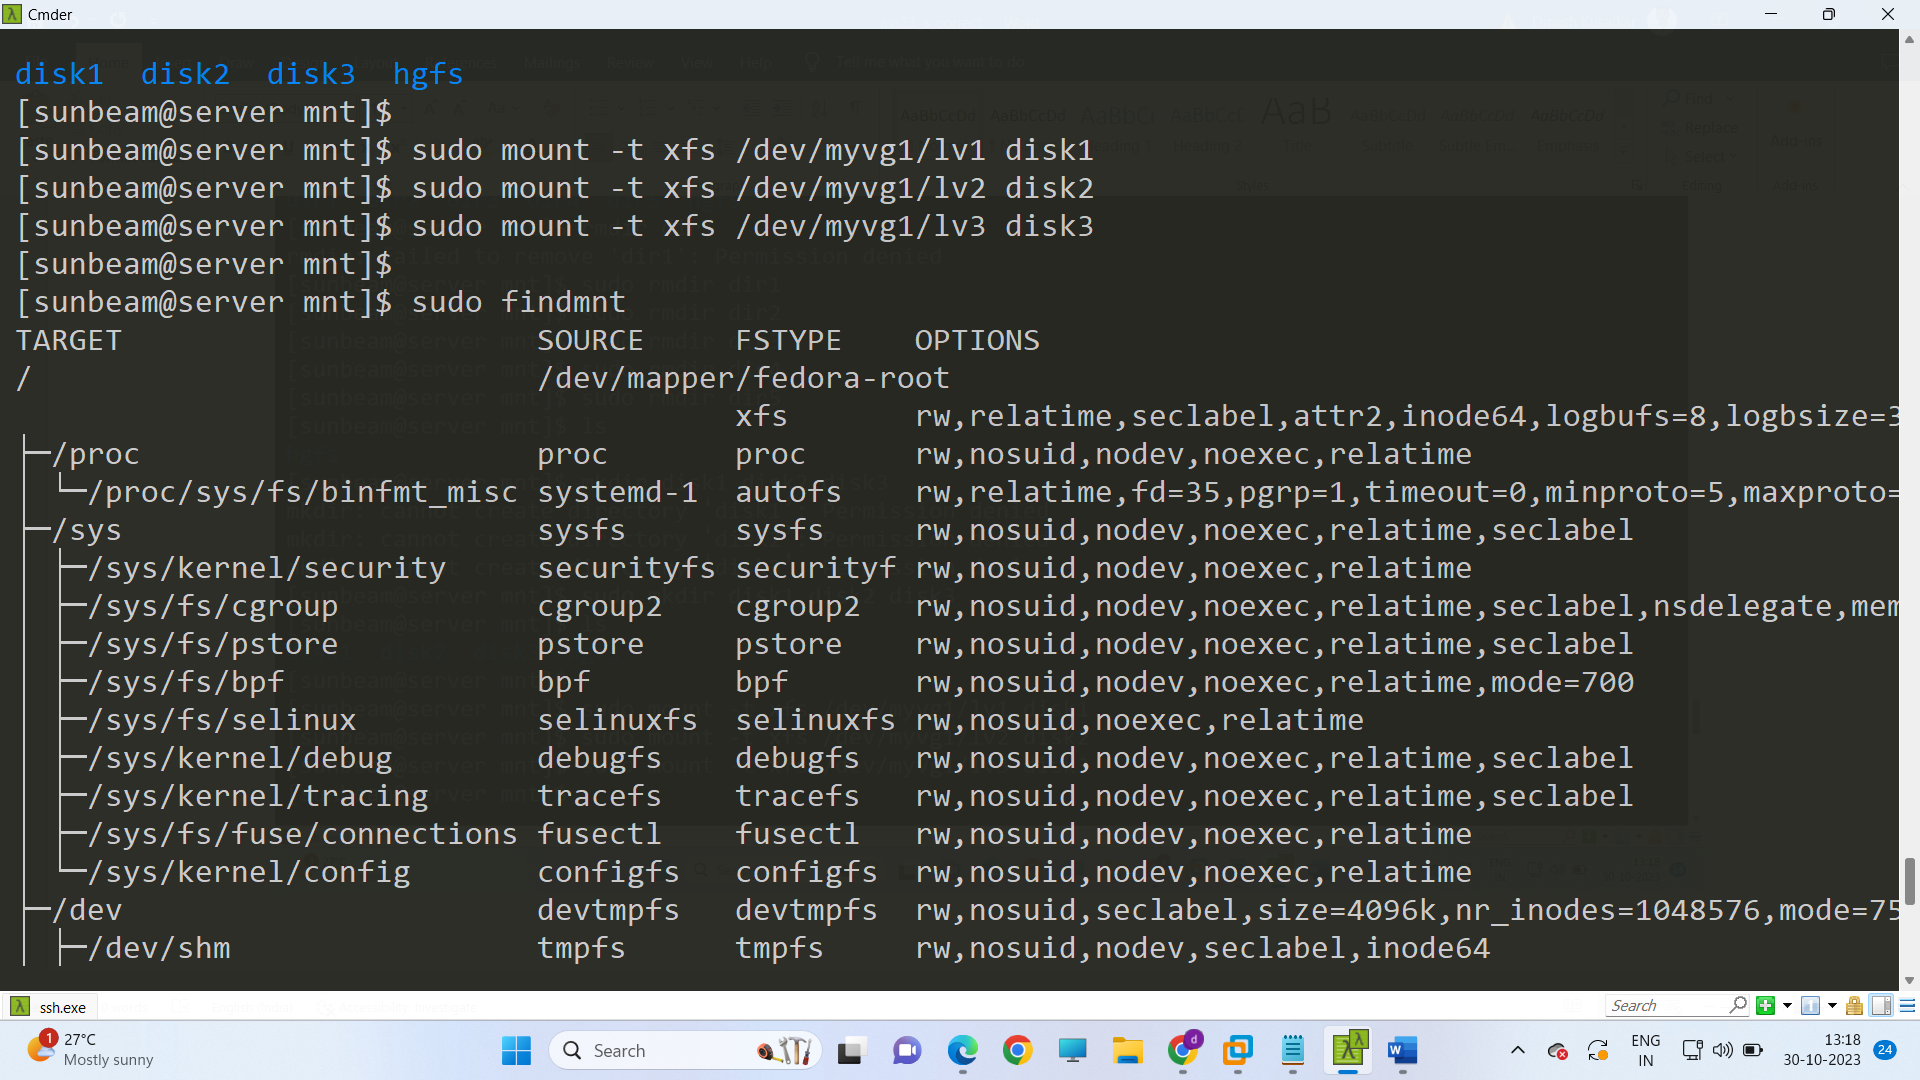 Cmder
disk1 disk2 disk3 hgfs
[sunbeam@server mnt]$
[sunbeam@server mnt]$ sudo mount -t xfs /dev/myvg1/lv1 disk1
[sunbeam@server mnt]$ sudo mount -t xfs /dev/myvg1/lv2 disk2
[sunbeam@server mnt]$ sudo mount -t xfs /dev/myvg1/lv3 disk3
[sunbeam@server mnt]$
[sunbeam@server mnt]$ sudo findmnt
TARGET SOURCE FSTYPE OPTIONS
/ /dev/mapper/fedora-root
xfs rw,relatime,seclabel,attr2,inode64,logbufs=8,logbsize=3
├─/proc proc proc rw,nosuid,nodev,noexec,relatime
│ └─/proc/sys/fs/binfmt_misc systemd-1 autofs rw,relatime,fd=35,pgrp=1,timeout=0,minproto=5,maxproto=
├─/sys sysfs sysfs rw,nosuid,nodev,noexec,relatime,seclabel
│ ├─/sys/kernel/security securityfs securityf rw,nosuid,nodev,noexec,relatime
│ ├─/sys/fs/cgroup cgroup2 cgroup2 rw,nosuid,nodev,noexec,relatime,seclabel,nsdelegate,mem
│ ├─/sys/fs/pstore pstore pstore rw,nosuid,nodev,noexec,relatime,seclabel
│ ├─/sys/fs/bpf bpf bpf rw,nosuid,nodev,noexec,relatime,mode=700
│ ├─/sys/fs/selinux selinuxfs selinuxfs rw,nosuid,noexec,relatime
│ ├─/sys/kernel/debug debugfs debugfs rw,nosuid,nodev,noexec,relatime,seclabel
│ ├─/sys/kernel/tracing tracefs tracefs rw,nosuid,nodev,noexec,relatime,seclabel
│ ├─/sys/fs/fuse/connections fusectl fusectl rw,nosuid,nodev,noexec,relatime
│ └─/sys/kernel/config configfs configfs rw,nosuid,nodev,noexec,relatime
├─/dev devtmpfs devtmpfs rw,nosuid,seclabel,size=4096k,nr_inodes=1048576,mode=75
│ ├─/dev/shm tmpfs tmpfs rw,nosuid,nodev,seclabel,inode64
ssh.exe Search
1 27°C
Mostly sunny
Search
ENG
IN
13:18
30-10-2023
24